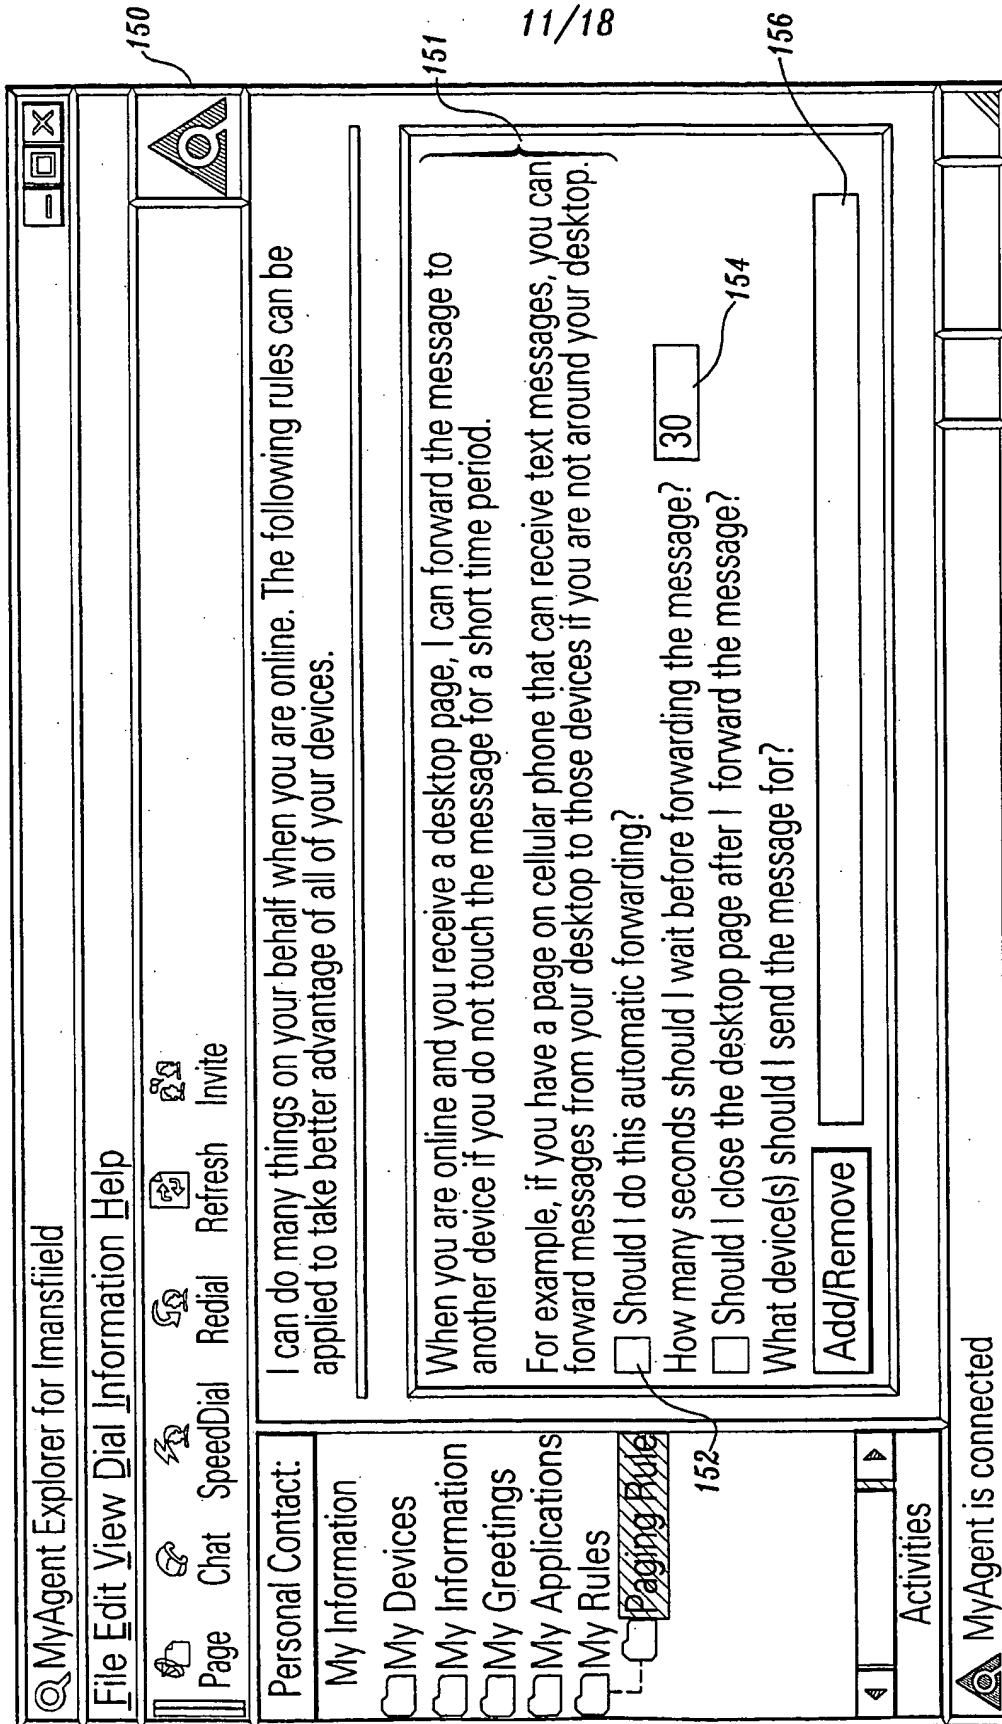 11/18
MyAgent Explorer for Imansfiield
150
File Edit View Dial Information Help
Page Chat SpeedDial Redial Refresh Invite
Personal Contact:
My Information
My Devices
My Information
My Greetings
My Applications
My Rules
Paging Rule
Activities
I can do many things on your behalf when you are online. The following rules can be
applied to take better advantage of all of your devices.
151
When you are online and you receive a desktop page, I can forward the message to
another device if you do not touch the message for a short time period.
For example, if you have a page on cellular phone that can receive text messages, you can
forward messages from your desktop to those devices if you are not around your desktop.
Should I do this automatic forwarding?
152
How many seconds should I wait before forwarding the message? 30
154
Should I close the desktop page after I forward the message?
What device(s) should I send the message for?
Add/Remove
156
MyAgent is connected